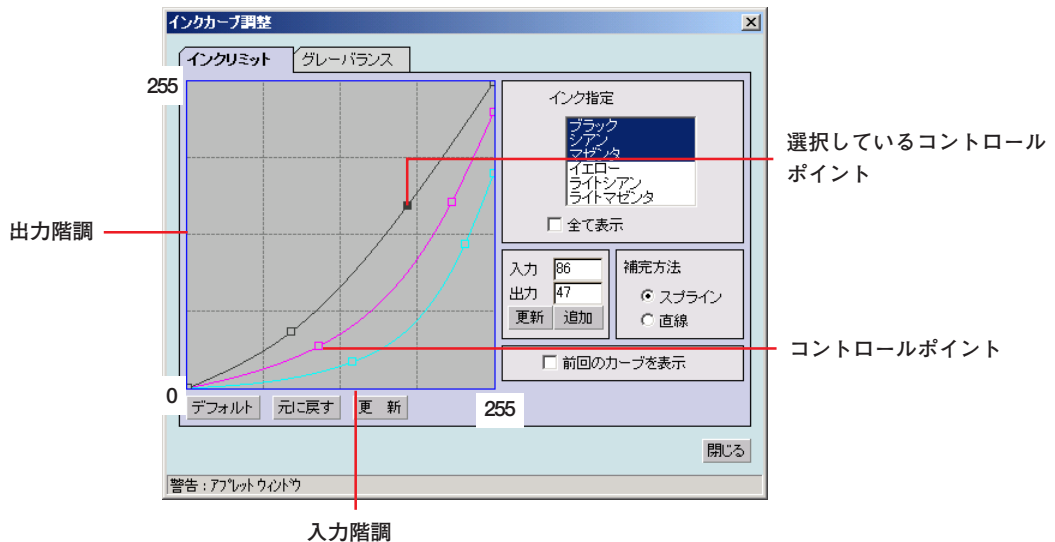 インクカーブ調整
インクリミット グレーバランス
255
インク指定
ブラック
シアン
マゼンタ
イエロー
ライトシアン
ライトマゼンタ
全て表示
選択しているコントロール
ポイント
出力階調
入力 86
出力 47
更新 追加
補完方法
スプライン
直線
コントロールポイント
前回のカーブを表示
0
デフォルト 元に戻す 更 新
255
閉じる
警告 : アプレット ウィンドウ
入力階調